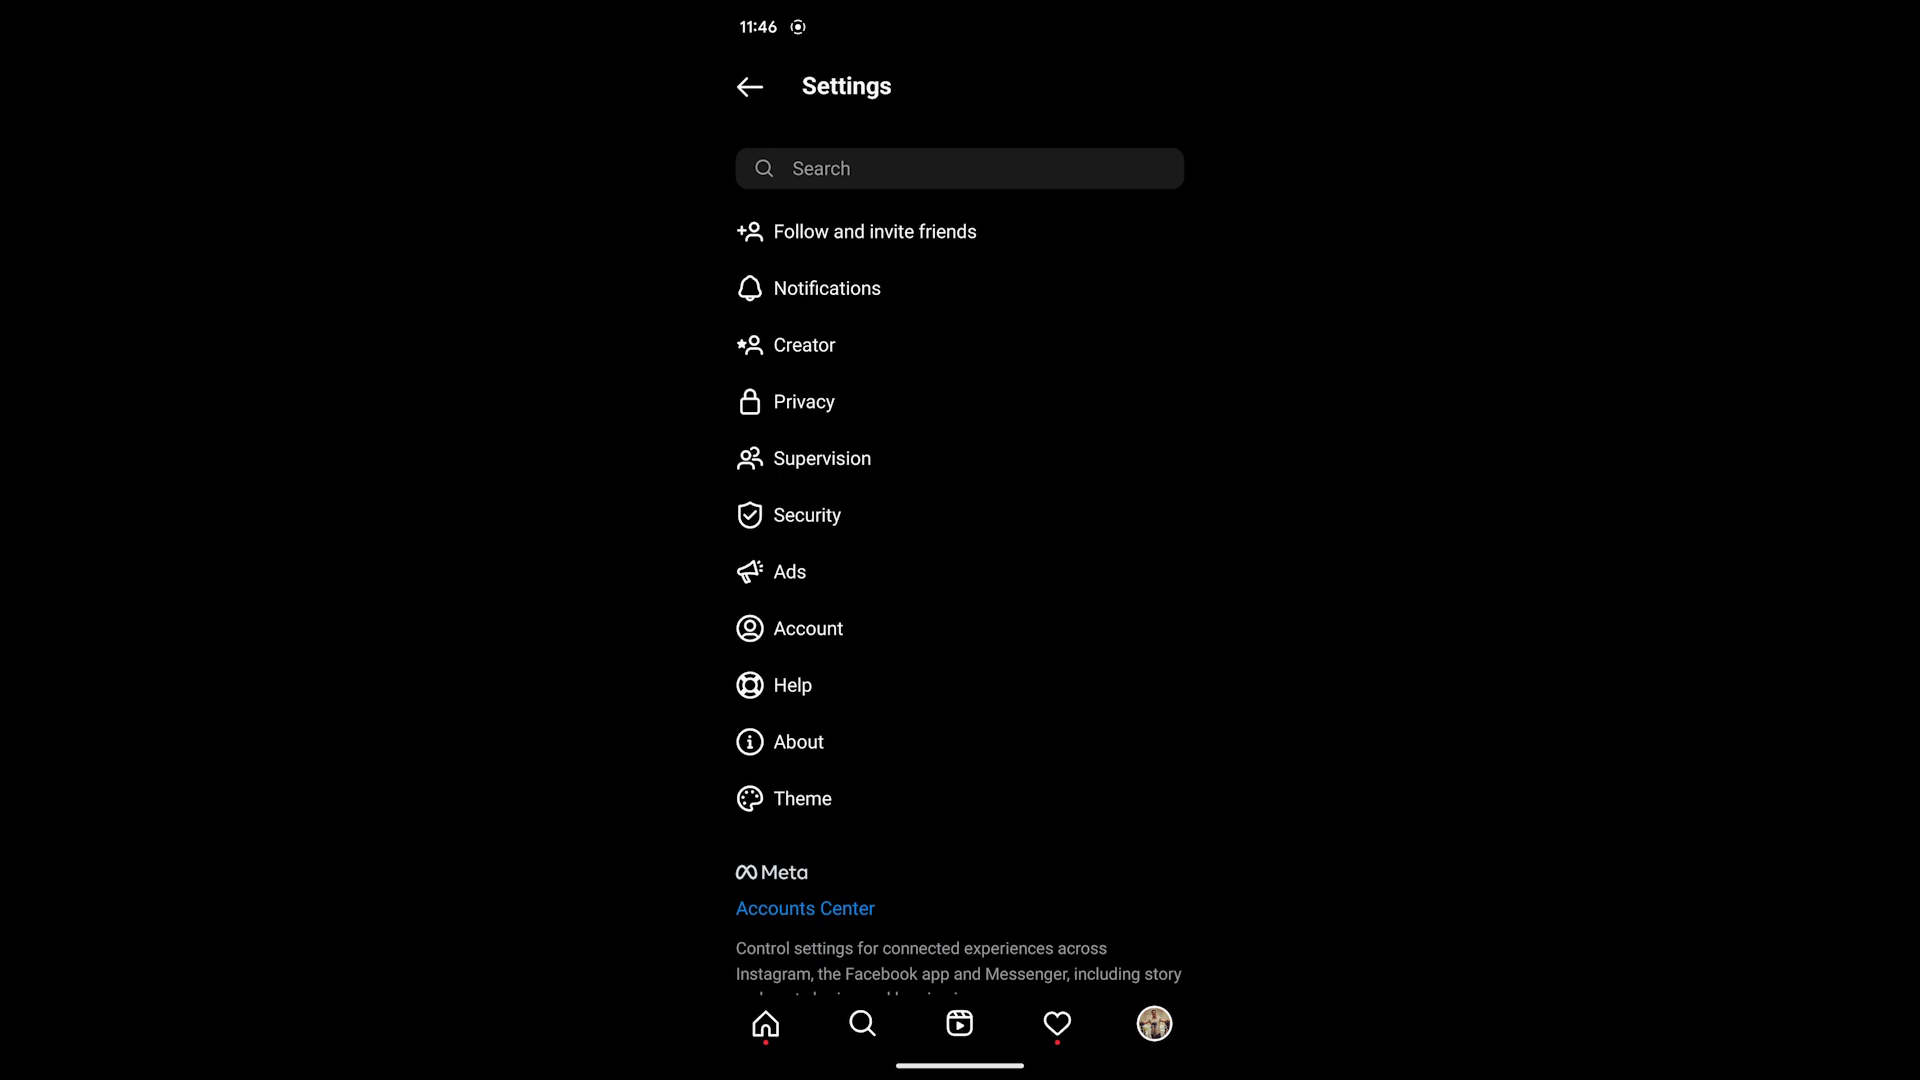 11:46
Settings
Search
Follow and invite friends
Notifications
Creator
Privacy
Supervision
Security
Ads
Account
Help
About
Theme
Meta
Accounts Center
Control settings for connected experiences across
Instagram, the Facebook app and Messenger, including story